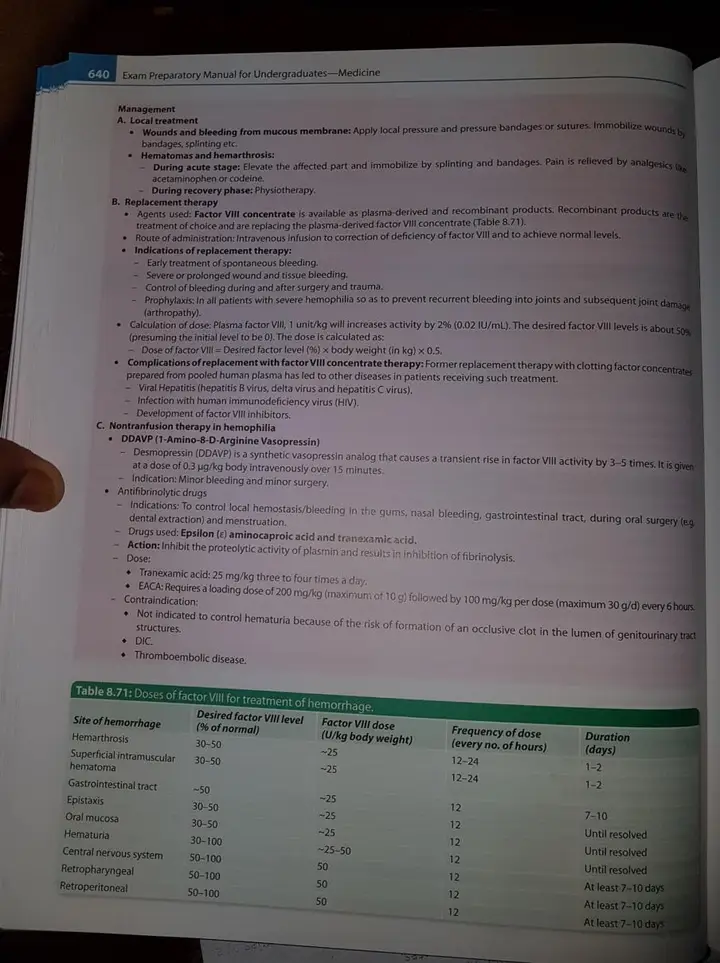 640 Exam Preparatory Manual for Undergraduates—Medicine
Management
A. Local treatment
• Wounds and bleeding from mucous membrane: Apply local pressure and pressure bandages or sutures. Immobilize wounds by
bandages, splinting etc.
• Hematomas and hemarthrosis:
– During acute stage: Elevate the affected part and immobilize by splinting and bandages. Pain is relieved by analgesics like
acetaminophen or codeine.
– During recovery phase: Physiotherapy.
B. Replacement therapy
• Agents used: Factor VIII concentrate is available as plasma-derived and recombinant products. Recombinant products are the
treatment of choice and are replacing the plasma-derived factor VIII concentrate (Table 8.71).
• Route of administration: Intravenous infusion to correction of deficiency of factor VIII and to achieve normal levels.
• Indications of replacement therapy:
– Early treatment of spontaneous bleeding.
– Severe or prolonged wound and tissue bleeding.
– Control of bleeding during and after surgery and trauma.
– Prophylaxis: In all patients with severe hemophilia so as to prevent recurrent bleeding into joints and subsequent joint damage
(arthropathy).
• Calculation of dose: Plasma factor VIII, 1 unit/kg will increases activity by 2% (0.02 IU/mL). The desired factor VIII levels is about 50%
(presuming the initial level to be 0). The dose is calculated as:
– Dose of factor VIII = Desired factor level (%) × body weight (in kg) × 0.5.
• Complications of replacement with factor VIII concentrate therapy: Former replacement therapy with clotting factor concentrates
prepared from pooled human plasma has led to other diseases in patients receiving such treatment.
– Viral Hepatitis (hepatitis B virus, delta virus and hepatitis C virus),
– Infection with human immunodeficiency virus (HIV).
– Development of factor VIII inhibitors.
C. Nontranfusion therapy in hemophilia
• DDAVP (1-Amino-8-D-Arginine Vasopressin)
– Desmopressin (DDAVP) is a synthetic vasopressin analog that causes a transient rise in factor VIII activity by 3–5 times. It is given
at a dose of 0.3 µg/kg body intravenously over 15 minutes.
– Indication: Minor bleeding and minor surgery.
• Antifibrinolytic drugs
– Indications: To control local hemostasis/bleeding in the gums, nasal bleeding, gastrointestinal tract, during oral surgery (e.g.
dental extraction) and menstruation.
– Drugs used: Epsilon (ε) aminocaproic acid and tranexamic acid.
– Action: Inhibit the proteolytic activity of plasmin and results in inhibition of fibrinolysis.
– Dose:
♦ Tranexamic acid: 25 mg/kg three to four times a day.
♦ EACA: Requires a loading dose of 200 mg/kg (maximum of 10 g) followed by 100 mg/kg per dose (maximum 30 g/d) every 6 hours.
– Contraindication:
♦ Not indicated to control hematuria because of the risk of formation of an occlusive clot in the lumen of genitourinary tract
structures.
♦ DIC.
♦ Thromboembolic disease.
Table 8.71: Doses of factor VIII for treatment of hemorrhage.
Site of hemorrhage Desired factor VIII level (% of normal) Factor VIII dose (U/kg body weight) Frequency of dose (every no. of hours) Duration (days)
Hemarthrosis 30–50 ~25 12–24 1–2
Superficial intramuscular hematoma 30–50 ~25 12–24 1–2
Gastrointestinal tract ~50 ~25 12 7–10
Epistaxis 30–50 ~25 12 Until resolved
Oral mucosa 30–50 ~25 12 Until resolved
Hematuria 30–100 ~25–50 12 Until resolved
Central nervous system 50–100 50 12 At least 7–10 days
Retropharyngeal 50–100 50 12 At least 7–10 days
Retroperitoneal 50–100 50 12 At least 7–10 days